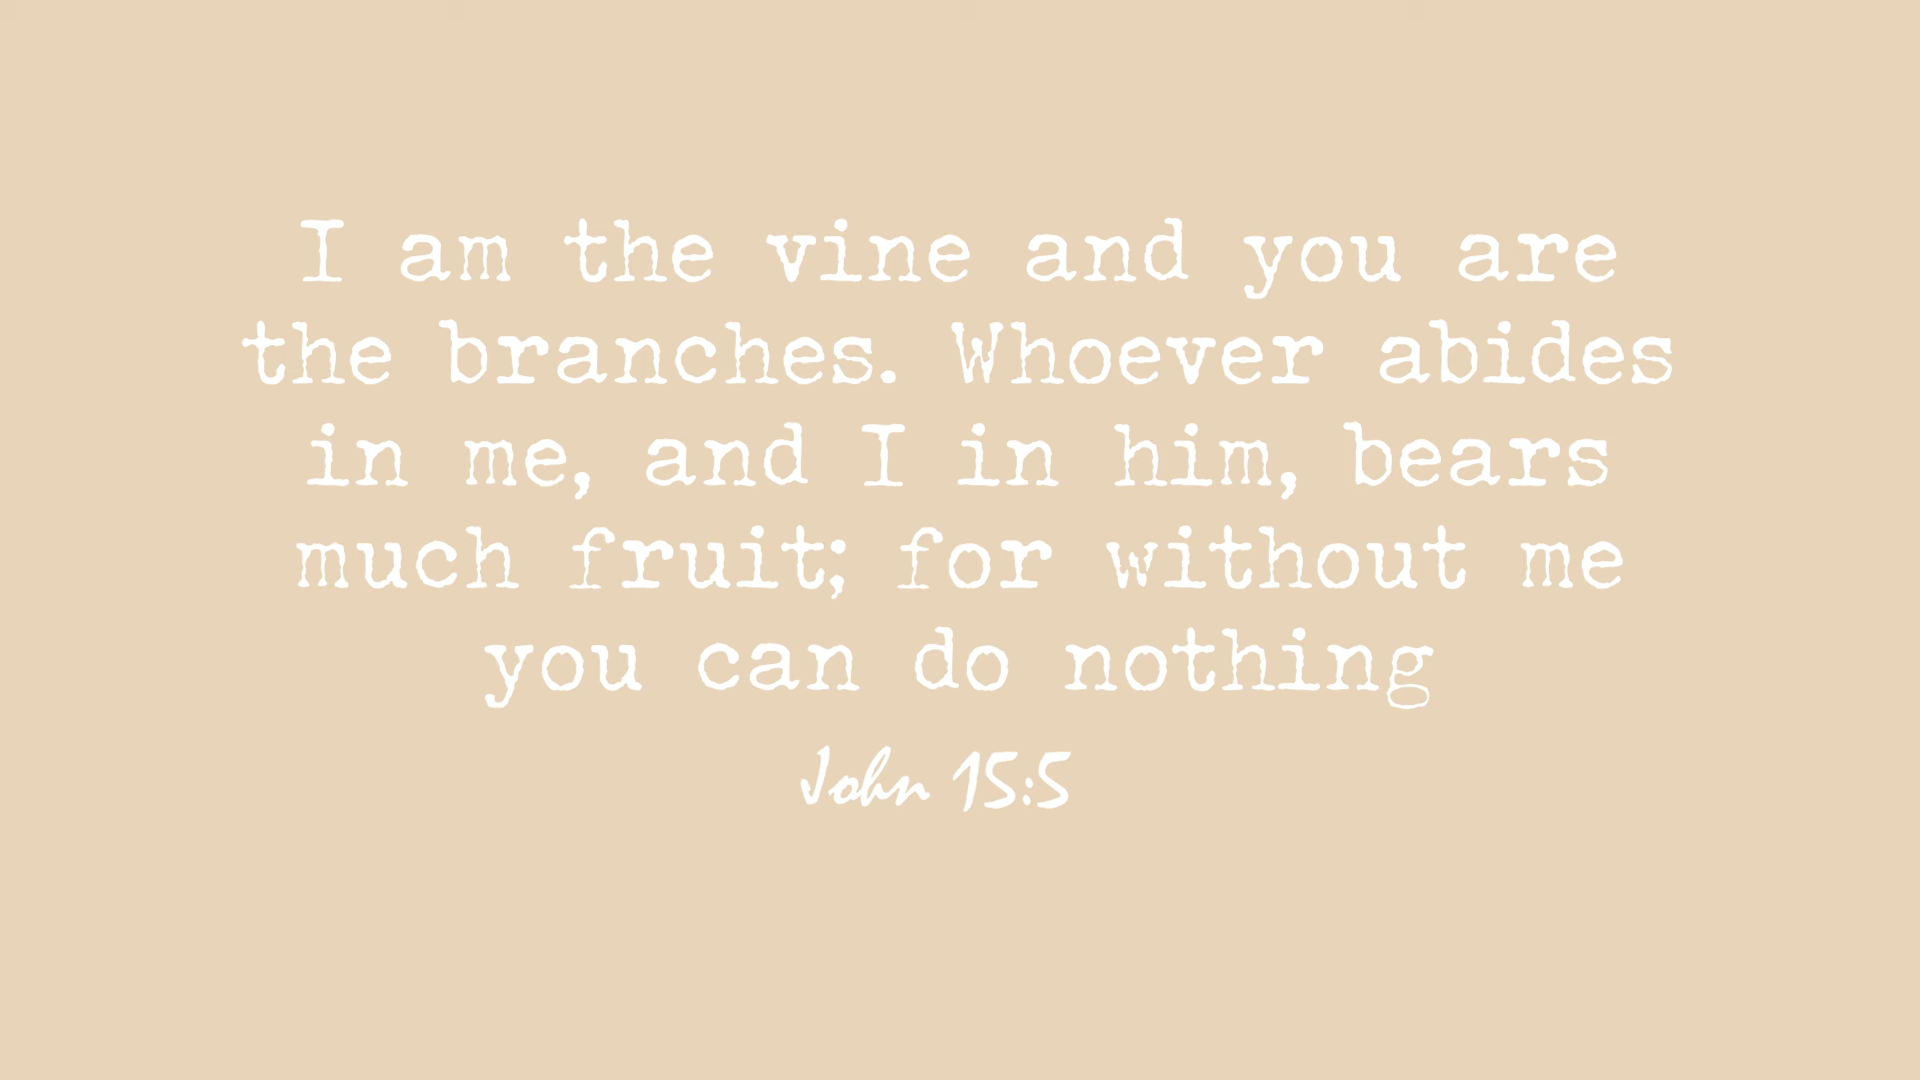 I am the vine and you are
the branches. Whoever abides
in me, and I in him, bears
much fruit; for without me
you can do nothing
John 15:5